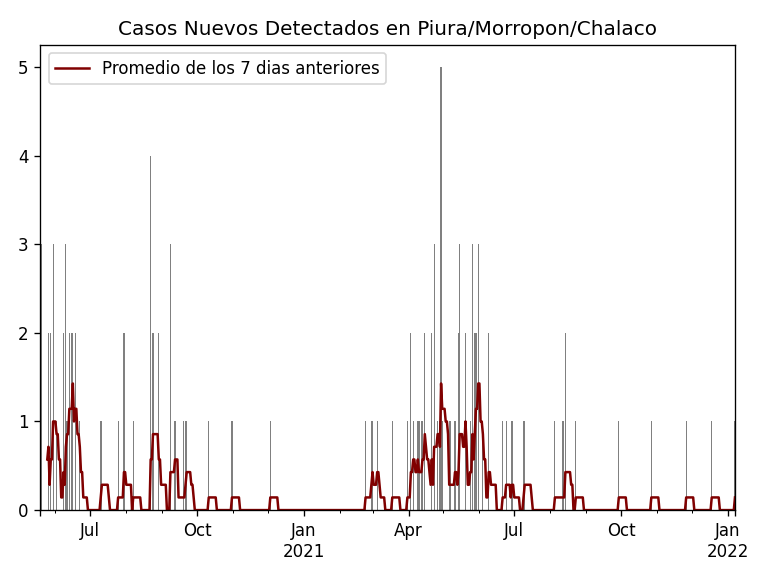 Casos Nuevos Detectados en Piura/Morropon/Chalaco
Promedio de los 7 dias anteriores
5
4
3
2
1
0
Jul
Oct
Jan
2021
Apr
Jul
Oct
Jan
2022